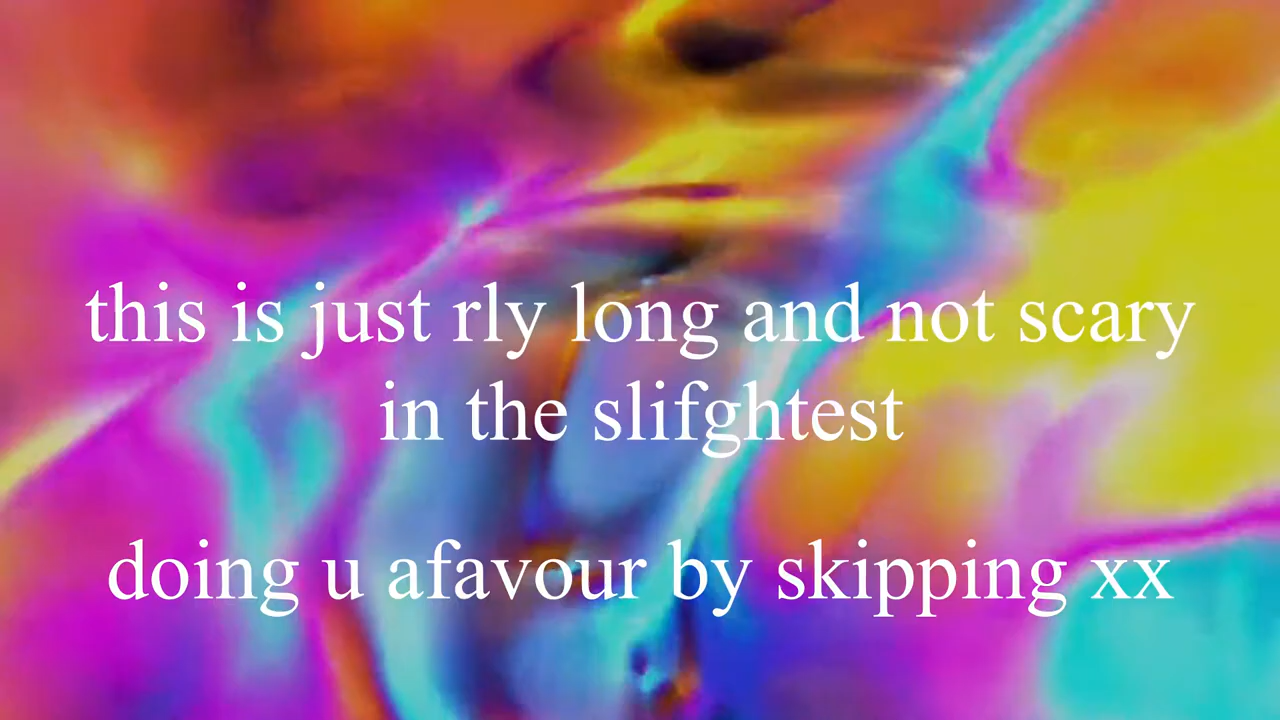 this is just rly long and not scary
in the slifghtest
doing u afavour by skipping xx